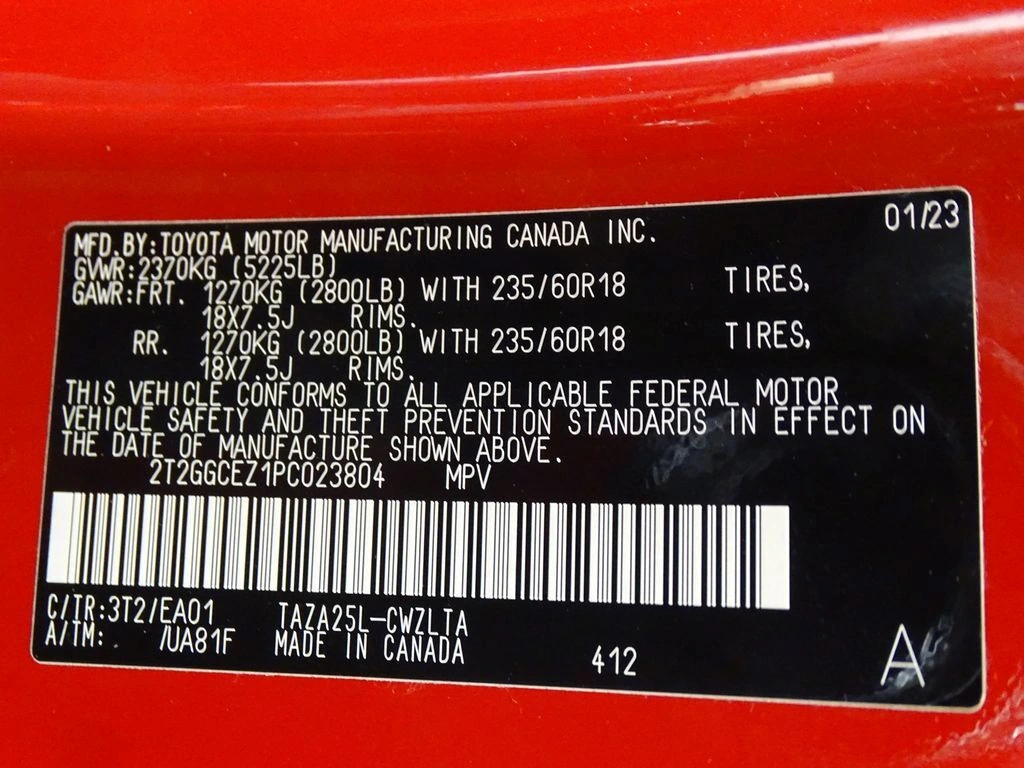 01/23
MFD.BY:TOYOTA MOTOR MANUFACTURING CANADA INC.
GVWR:2370KG (5225LB)
GAWR:FRT. 1270KG (2800LB) WITH 235/60R18 TIRES,
18X7.5J RIMS.
RR. 1270KG (2800LB) WITH 235/60R18 TIRES,
18X7.5J RIMS.
THIS VEHICLE CONFORMS TO ALL APPLICABLE FEDERAL MOTOR
VEHICLE SAFETY AND THEFT PREVENTION STANDARDS IN EFFECT ON
THE DATE OF MANUFACTURE SHOWN ABOVE.
2T2GGCEZ1PC023804 MPV
C/TR:3T2/EA01 TAZA25L-CWZLTA
A/TM: /UA81F MADE IN CANADA 412 A